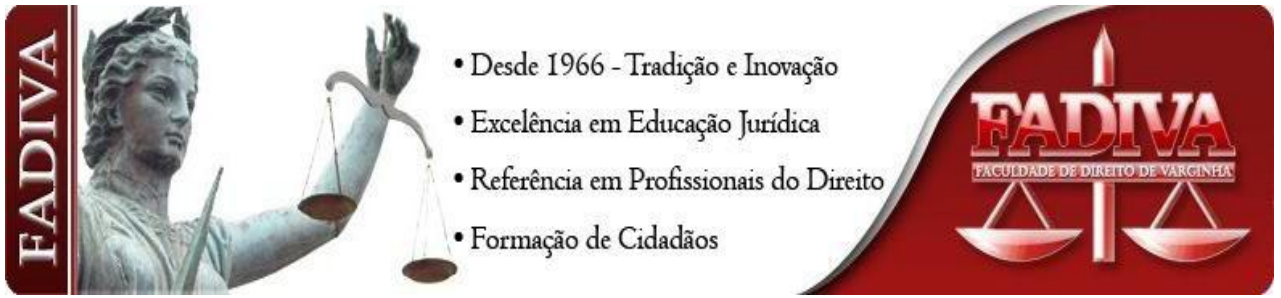 FADIVA
• Desde 1966 - Tradição e Inovação
• Excelência em Educação Jurídica
• Referência em Profissionais do Direito
• Formação de Cidadãos
FADIVA
FACULDADE DE DIREITO DE VARGINHA